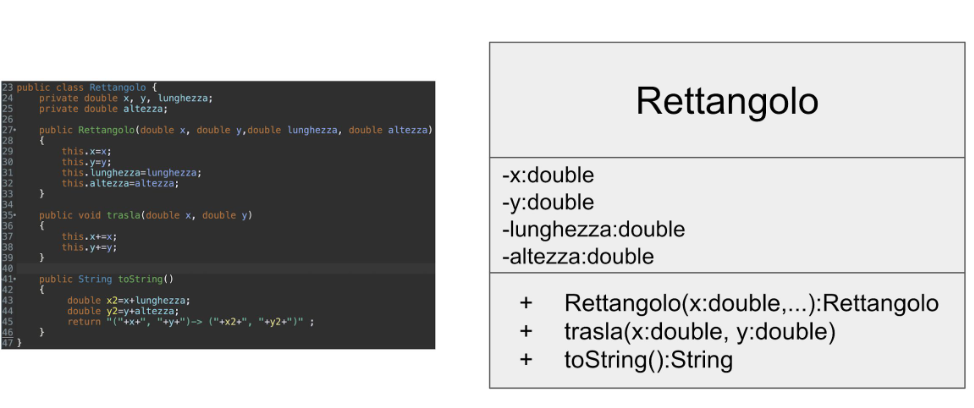 23 public class Rettangolo {
24     private double x, y, lunghezza;
25     private double altezza;
26
27     public Rettangolo(double x, double y,double lunghezza, double altezza)
28     {
29         this.x=x;
30         this.y=y;
31         this.lunghezza=lunghezza;
32         this.altezza=altezza;
33     }
34
35     public void trasla(double x, double y)
36     {
37         this.x+=x;
38         this.y+=y;
39     }
40
41     public String toString()
42     {
43         double x2=x+lunghezza;
44         double y2=y+altezza;
45         return "("+x+", "+y+")-> ("+x2+", "+y2+")" ;
46     }
47 }
Rettangolo
-x:double
-y:double
-lunghezza:double
-altezza:double
+ Rettangolo(x:double,...):Rettangolo
+ trasla(x:double, y:double)
+ toString():String